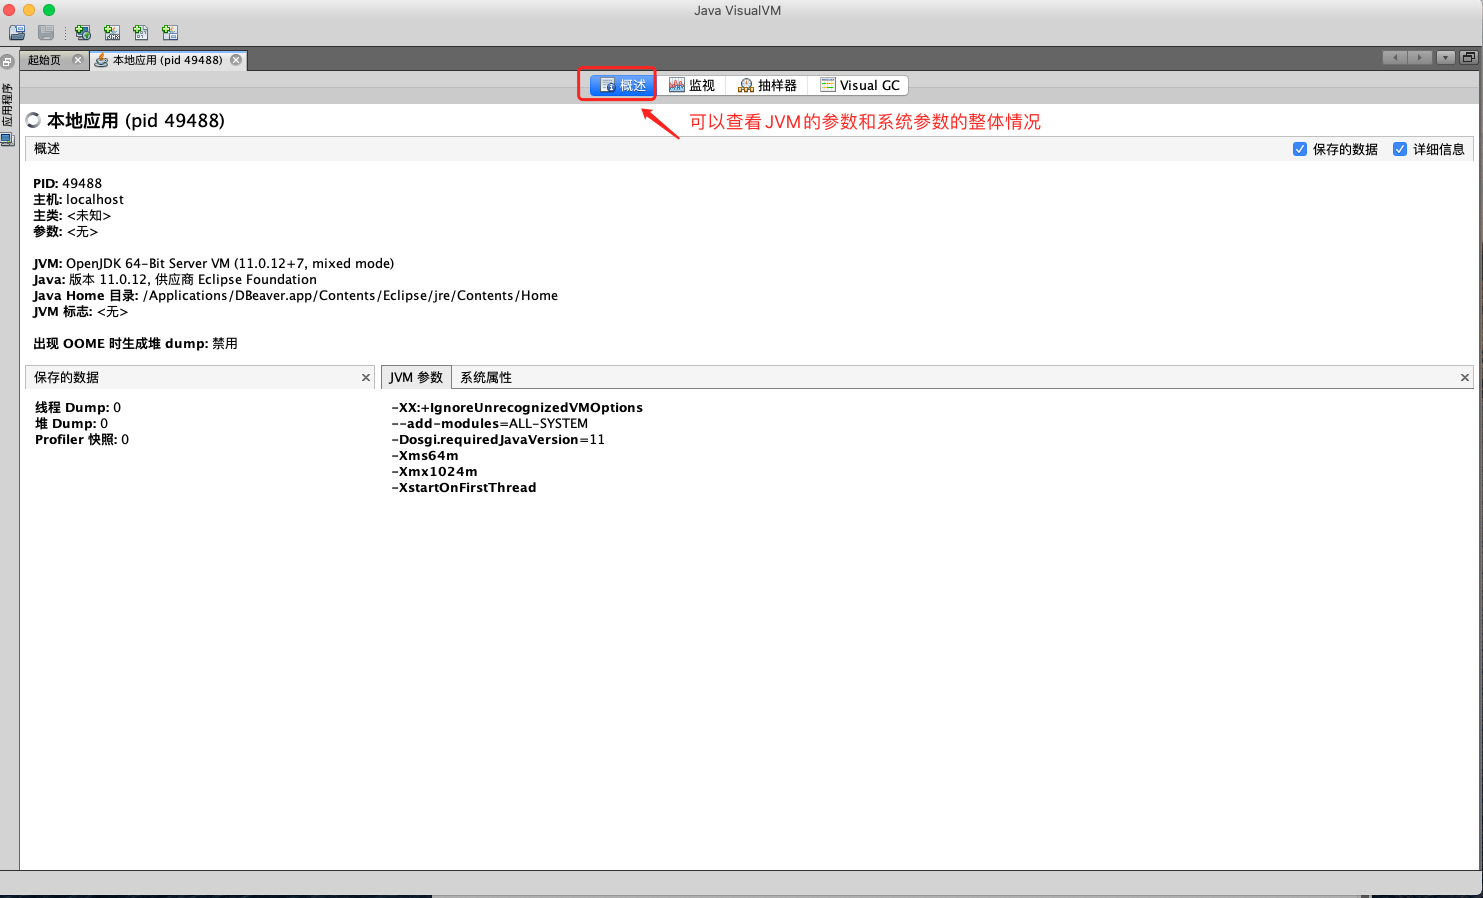 Java VisualVM
起始页
本地应用 (pid 49488)
应用程序
概述
监视
抽样器
Visual GC
本地应用 (pid 49488)
可以查看JVM的参数和系统参数的整体情况
概述
保存的数据
详细信息
PID: 49488
主机: localhost
主类: <未知>
参数: <无>
JVM: OpenJDK 64-Bit Server VM (11.0.12+7, mixed mode)
Java: 版本 11.0.12, 供应商 Eclipse Foundation
Java Home 目录: /Applications/DBeaver.app/Contents/Eclipse/jre/Contents/Home
JVM 标志: <无>
出现 OOME 时生成堆 dump: 禁用
保存的数据
线程 Dump: 0
堆 Dump: 0
Profiler 快照: 0
JVM 参数
系统属性
-XX:+IgnoreUnrecognizedVMOptions
--add-modules=ALL-SYSTEM
-Dosgi.requiredJavaVersion=11
-Xms64m
-Xmx1024m
-XstartOnFirstThread